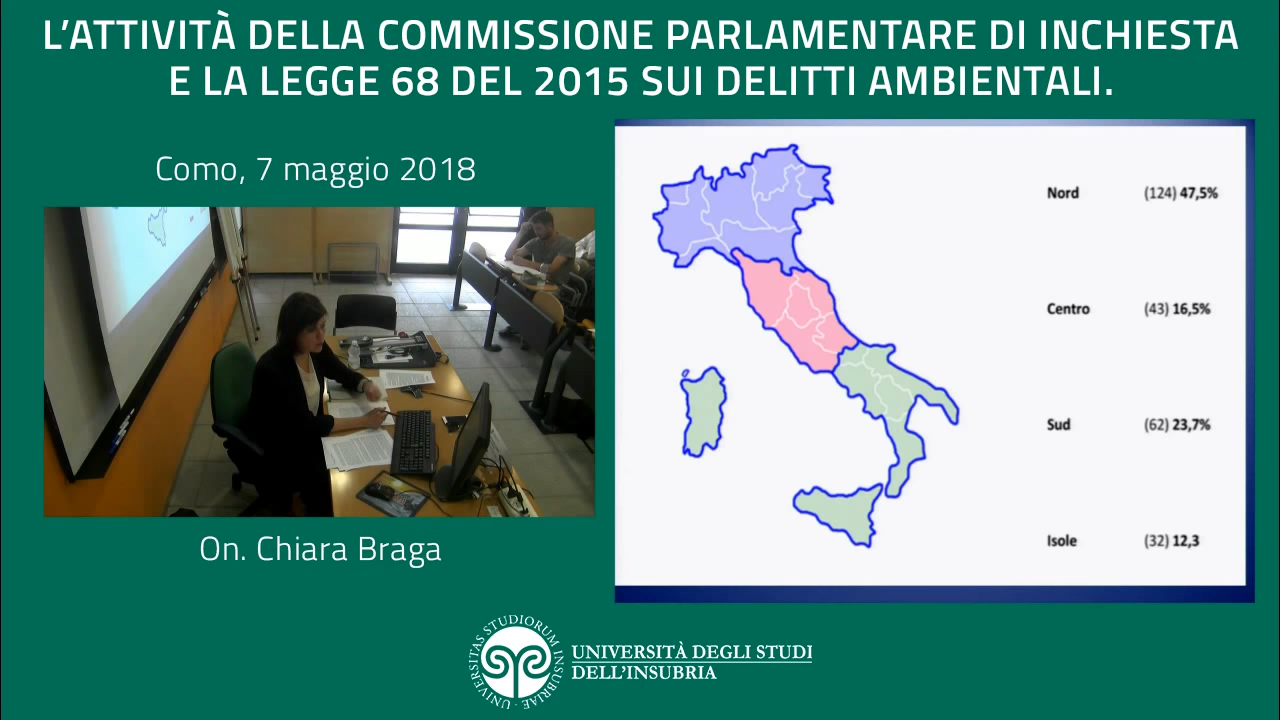 L'ATTIVITÀ DELLA COMMISSIONE PARLAMENTARE DI INCHIESTA
E LA LEGGE 68 DEL 2015 SUI DELITTI AMBIENTALI.
Como, 7 maggio 2018
On. Chiara Braga
Nord (124) 47,5%
Centro (43) 16,5%
Sud (62) 23,7%
Isole (32) 12,3
UNIVERSITAS STUDIORUM INSUBRIAE
UNIVERSITÀ DEGLI STUDI
DELL'INSUBRIA